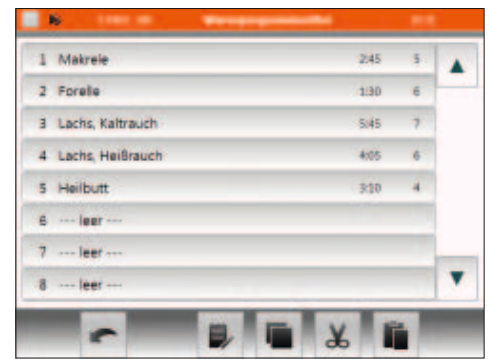 1 Makrele 2:45 5
2 Forelle 1:30 6
3 Lachs, Kaltrauch 5:45 7
4 Lachs, Heißrauch 4:05 6
5 Heilbutt 3:10 4
6 --- leer ---
7 --- leer ---
8 --- leer ---